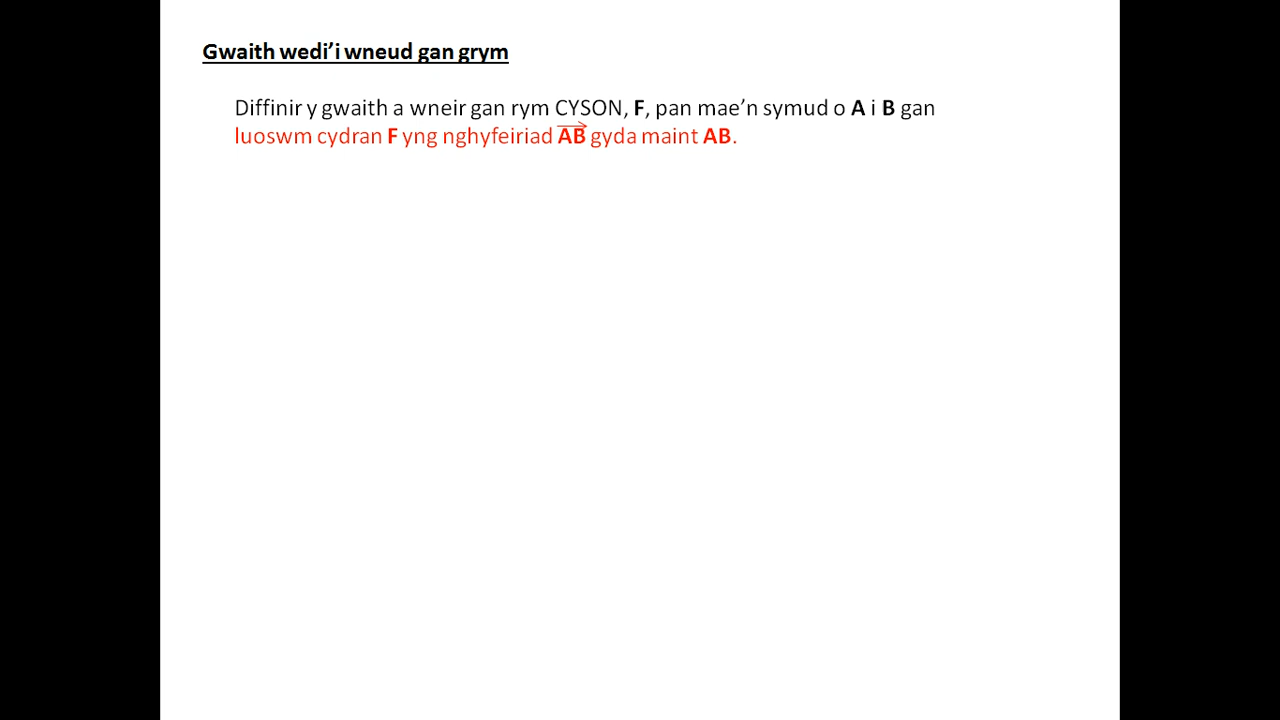 Gwaith wedi’i wneud gan grym
Diffinir y gwaith a wneir gan rym CYSON, F, pan mae’n symud o A i B gan
luoswm cydran F yng nghyfeiriad AB gyda maint AB.